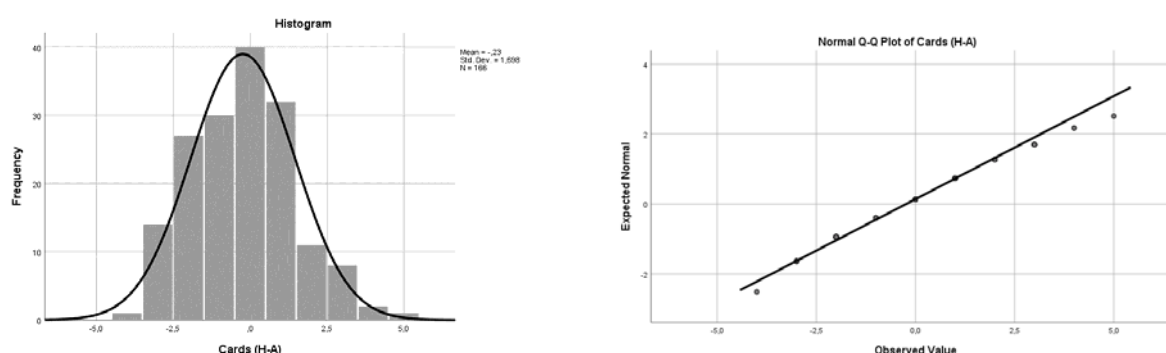 Histogram
Mean = -,23
Std. Dev. = 1,698
N = 166
Frequency
40
30
20
10
0
-5,0
-2,5
,0
2,5
5,0
Cards (H-A)
Normal Q-Q Plot of Cards (H-A)
Expected Normal
4
2
0
-2
-5,0
-2,5
0,0
2,5
5,0
Observed Value